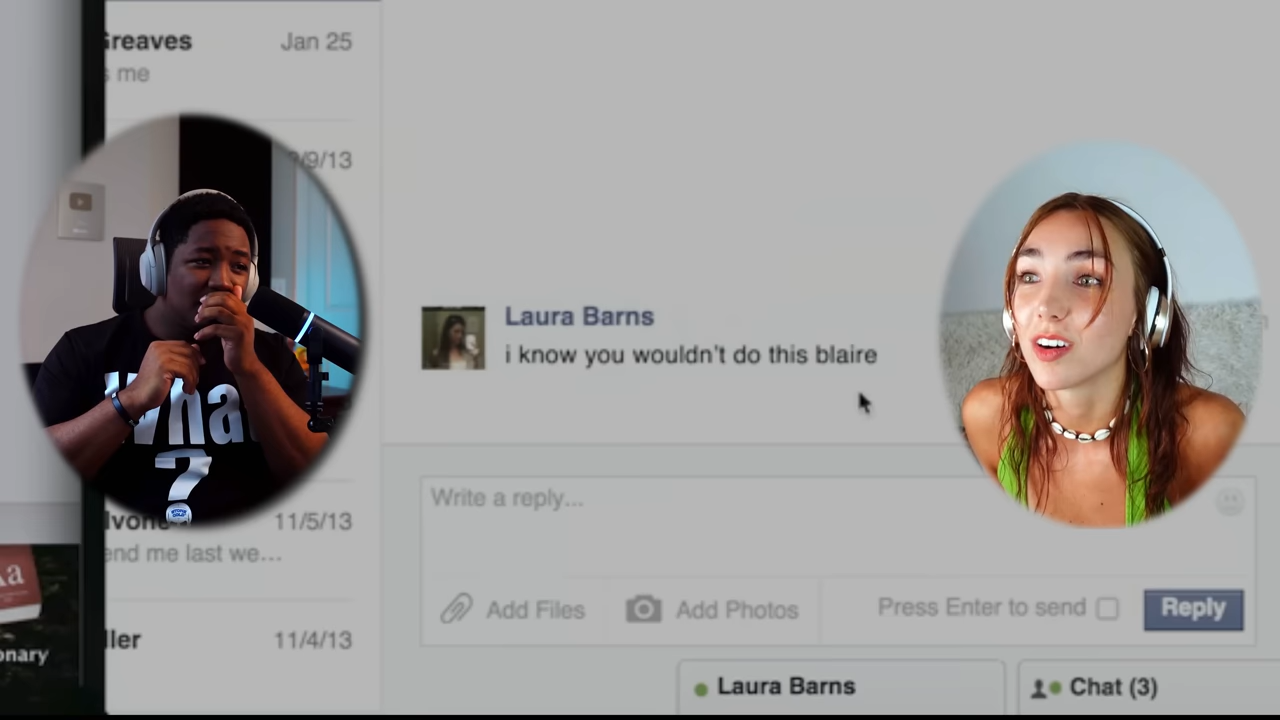 Greaves
Jan 25
s me
/9/13
Laura Barns
i know you wouldn't do this blaire
What
?
Write a reply...
Ivone
11/5/13
end me last we...
Add Files
Add Photos
Press Enter to send
Reply
ller
11/4/13
onary
Laura Barns
Chat (3)